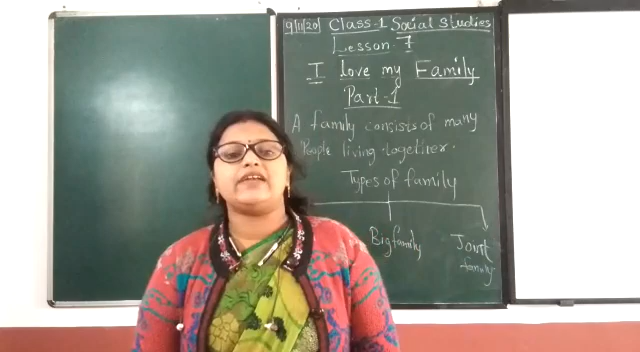 9/11/20 Class-1 Social Studies
Lesson. 7
I love my Family
Part-1
A family consists of many
People living together.
Types of family
Big family
Joint
family